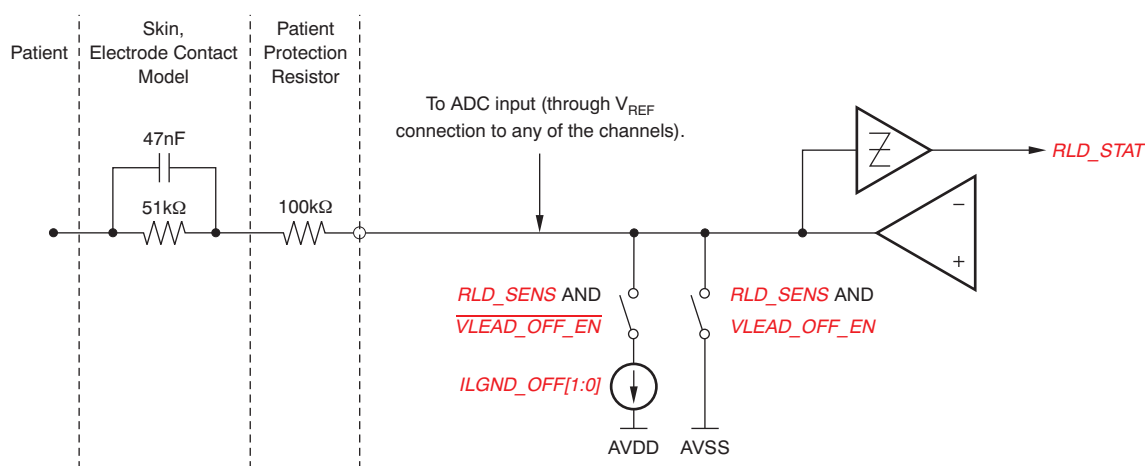 Patient
Skin,
Electrode Contact
Model
Patient
Protection
Resistor
47nF
51kΩ
100kΩ
To ADC input (through VREF
connection to any of the channels).
RLD_STAT
−
+
RLD_SENS AND
VLEAD_OFF_EN
RLD_SENS AND
VLEAD_OFF_EN
ILGND_OFF[1:0]
AVDD
AVSS